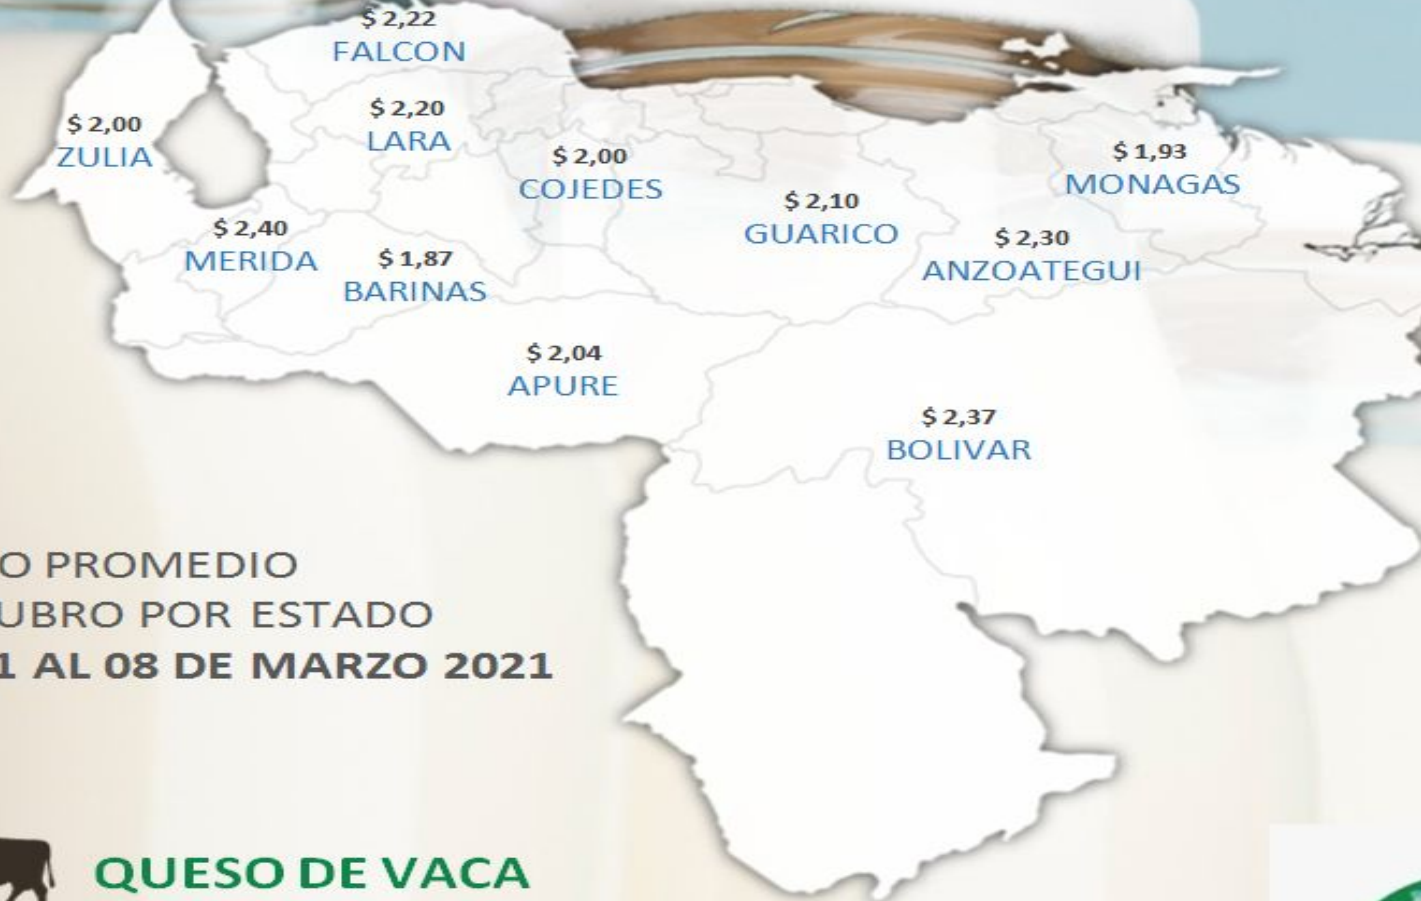 $ 2,22
FALCON
$ 2,20
LARA
$ 2,00
ZULIA
$ 2,00
COJEDES
$ 1,93
MONAGAS
$ 2,10
GUARICO
$ 2,40
MERIDA
$ 2,30
ANZOATEGUI
$ 1,87
BARINAS
$ 2,04
APURE
$ 2,37
BOLIVAR
O PROMEDIO
UBRO POR ESTADO
1 AL 08 DE MARZO 2021
QUESO DE VACA